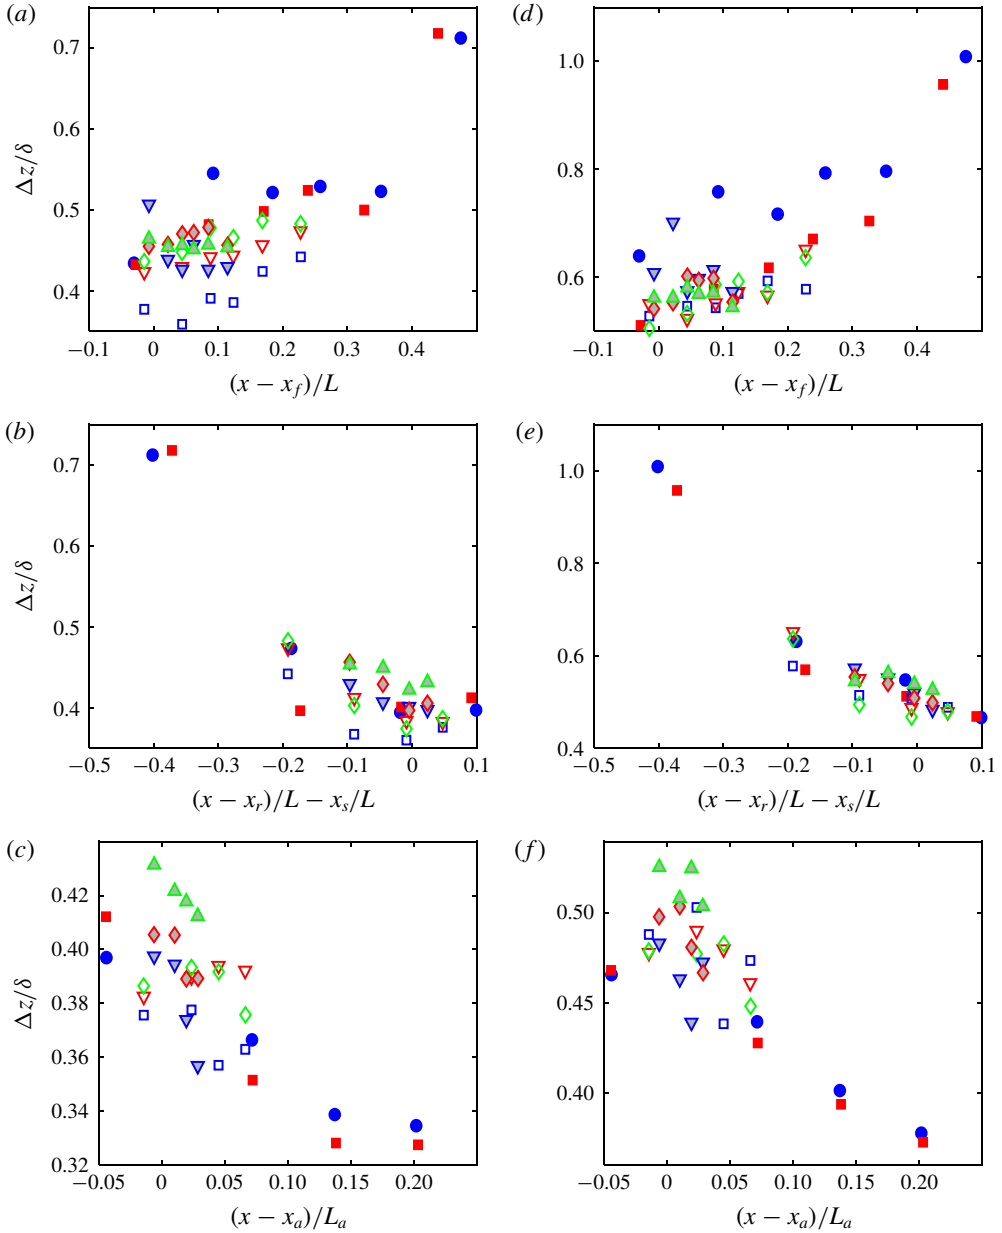 (a)
0.7
0.6
0.5
0.4
Δz/δ
−0.1 0 0.1 0.2 0.3 0.4
(x − x_f)/L
(d)
1.0
0.8
0.6
−0.1 0 0.1 0.2 0.3 0.4
(x − x_f)/L
(b)
0.7
0.6
0.5
0.4
Δz/δ
−0.5 −0.4 −0.3 −0.2 −0.1 0 0.1
(x − x_r)/L − x_s/L
(e)
1.0
0.8
0.6
0.4
−0.5 −0.4 −0.3 −0.2 −0.1 0 0.1
(x − x_r)/L − x_s/L
(c)
0.42
0.40
0.38
0.36
0.34
0.32
Δz/δ
−0.05 0 0.05 0.10 0.15 0.20
(x − x_a)/L_a
(f)
0.50
0.45
0.40
−0.05 0 0.05 0.10 0.15 0.20
(x − x_a)/L_a